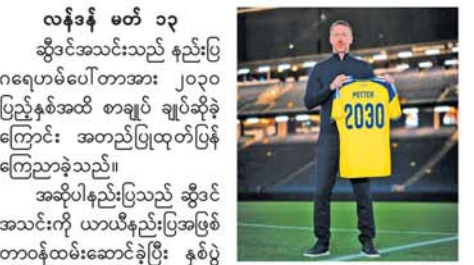 လန်ဒန် မတ် ၁၃
ဆွီဒင်အသင်းသည် နည်းပြ
ဂရေဟမ်ပေါ်တာအား ၂၀၃၀
ပြည့်နှစ်အထိ စာချုပ် ချုပ်ဆိုခဲ့
ကြောင်း အတည်ပြုထုတ်ပြန်
ကြေညာခဲ့သည်။
အဆိုပါနည်းပြသည် ဆွီဒင်
အသင်းကို ယာယီနည်းပြအဖြစ်
တာဝန်ထမ်းဆောင်ခဲ့ပြီး နှစ်ပွဲ
POTTER
2030